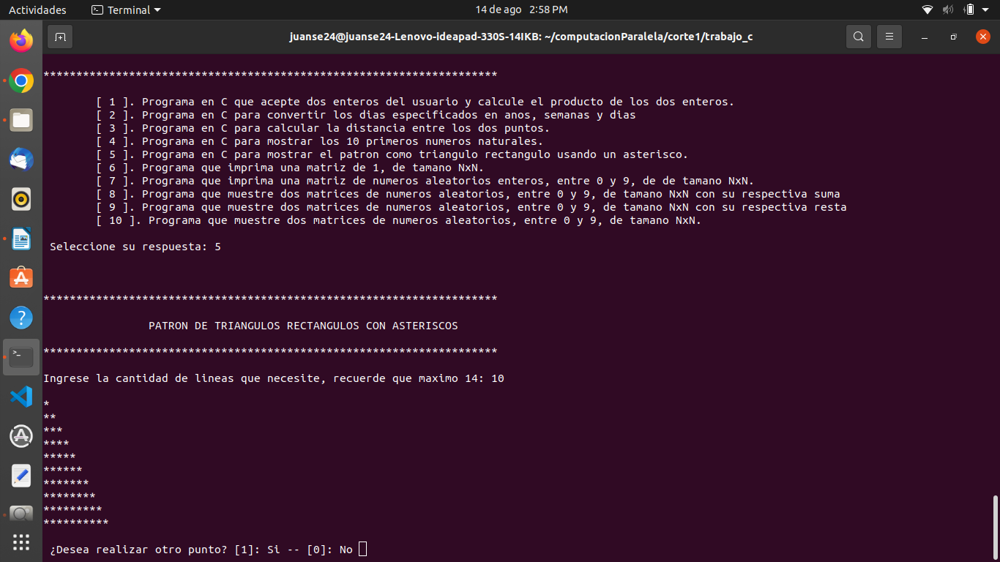 Actividades Terminal 14 de ago 2:58 PM
juanse24@juanse24-Lenovo-ideapad-330S-14IKB: ~/computacionParalela/corte1/trabajo_c
*********************************************************************
[ 1 ]. Programa en C que acepte dos enteros del usuario y calcule el producto de los dos enteros.
[ 2 ]. Programa en C para convertir los dias especificados en anos, semanas y dias
[ 3 ]. Programa en C para calcular la distancia entre los dos puntos.
[ 4 ]. Programa en C para mostrar los 10 primeros numeros naturales.
[ 5 ]. Programa en C para mostrar el patron como triangulo rectangulo usando un asterisco.
[ 6 ]. Programa que imprima una matriz de 1, de tamano NxN.
[ 7 ]. Programa que imprima una matriz de numeros aleatorios enteros, entre 0 y 9, de de tamano NxN.
[ 8 ]. Programa que muestre dos matrices de numeros aleatorios, entre 0 y 9, de tamano NxN con su respectiva suma
[ 9 ]. Programa que muestre dos matrices de numeros aleatorios, entre 0 y 9, de tamano NxN con su respectiva resta
[ 10 ]. Programa que muestre dos matrices de numeros aleatorios, entre 0 y 9, de tamano NxN.
Seleccione su respuesta: 5
*********************************************************************
PATRON DE TRIANGULOS RECTANGULOS CON ASTERISCOS
*********************************************************************
Ingrese la cantidad de lineas que necesite, recuerde que maximo 14: 10
*
**
***
****
*****
******
*******
********
*********
**********
¿Desea realizar otro punto? [1]: Si -- [0]: No